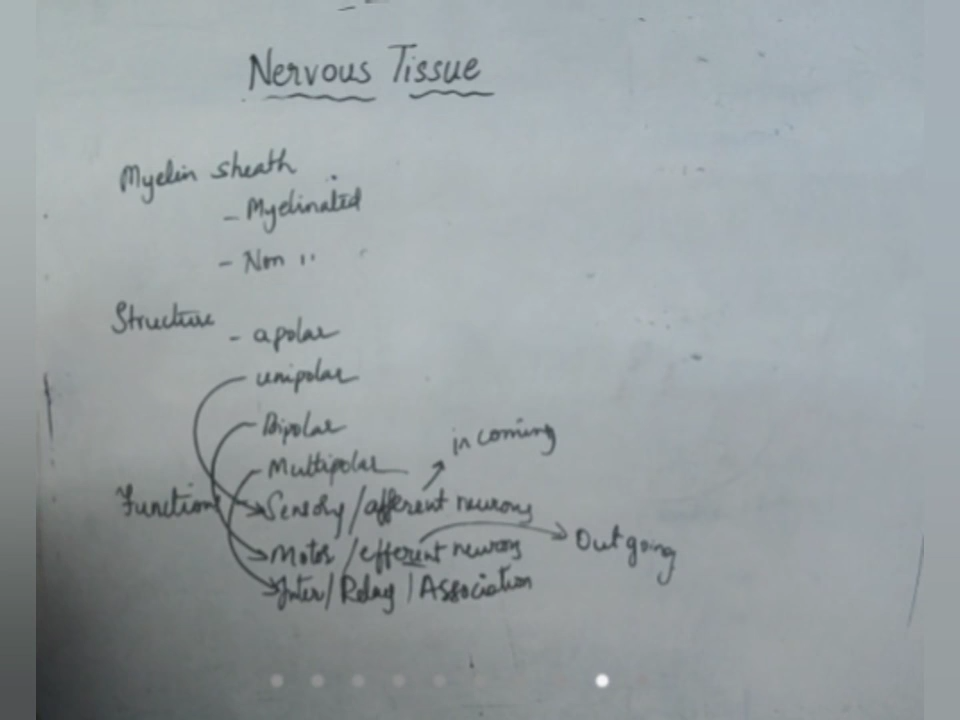 Nervous Tissue
Myelin sheath
- Myelinated
- Non "
Structure
- apolar
unipolar
Bipolar
Multipolar
in coming
Function
Sensory / afferent neurons
Motor / efferent neurons
Out going
Inter / Relay / Association